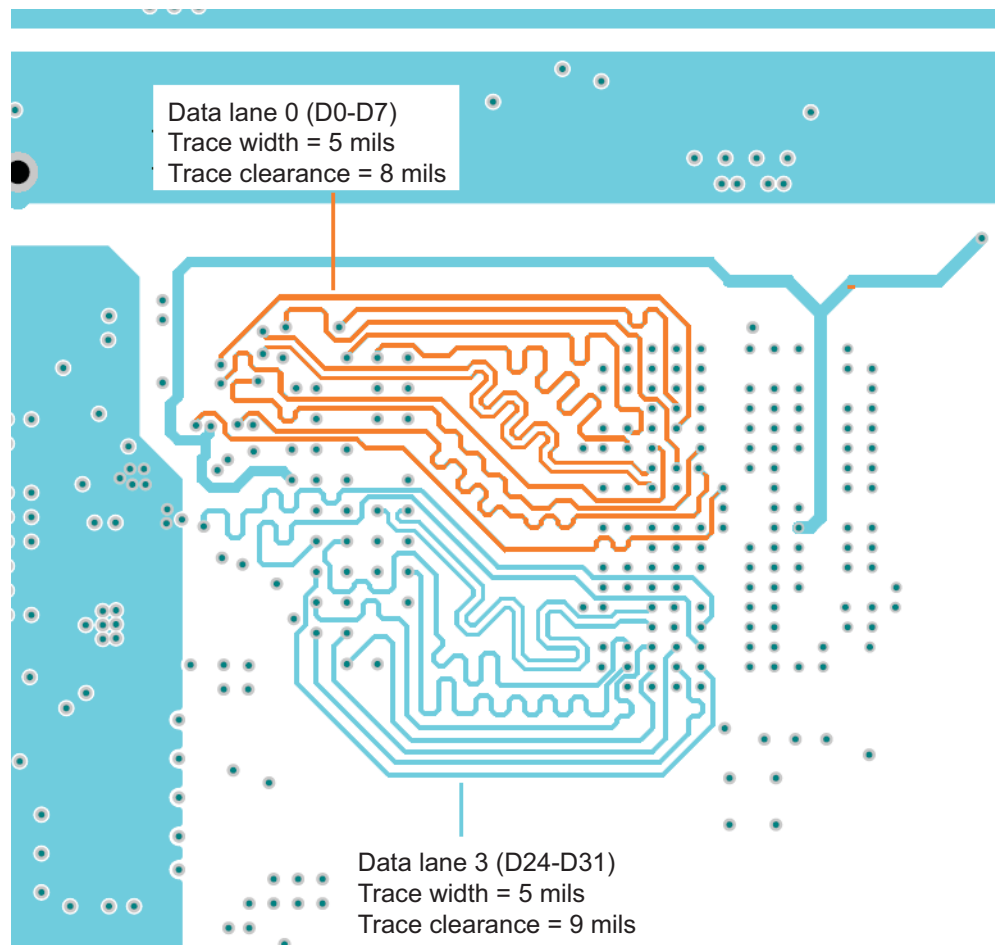 Data lane 0 (D0-D7)
Trace width = 5 mils
Trace clearance = 8 mils
Data lane 3 (D24-D31)
Trace width = 5 mils
Trace clearance = 9 mils